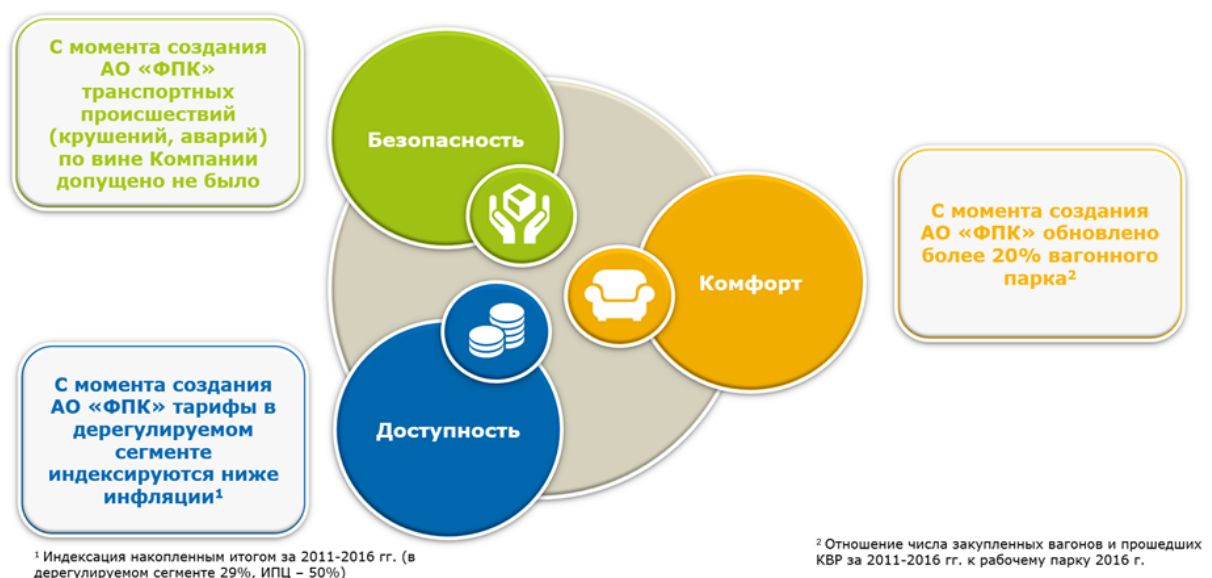 С момента создания
АО «ФПК»
транспортных
происшествий
(крушений, аварий)
по вине Компании
допущено не было
Безопасность
Комфорт
С момента создания
АО «ФПК» обновлено
более 20% вагонного
парка²
С момента создания
АО «ФПК» тарифы в
дерегулируемом
сегменте
индексируются ниже
инфляции¹
Доступность
¹ Индексация накопленным итогом за 2011-2016 гг. (в
дерегулируемом сегменте 29%, ИПЦ – 50%)
² Отношение числа закупленных вагонов и прошедших
КВР за 2011-2016 гг. к рабочему парку 2016 г.